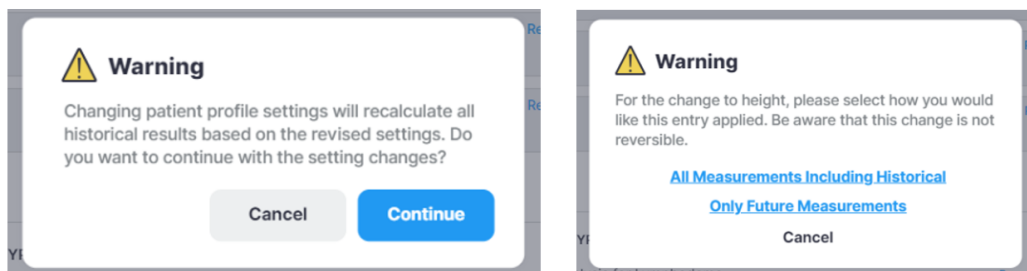 Warning
Changing patient profile settings will recalculate all
historical results based on the revised settings. Do
you want to continue with the setting changes?
Cancel
Continue
Warning
For the change to height, please select how you would
like this entry applied. Be aware that this change is not
reversible.
All Measurements Including Historical
Only Future Measurements
Cancel